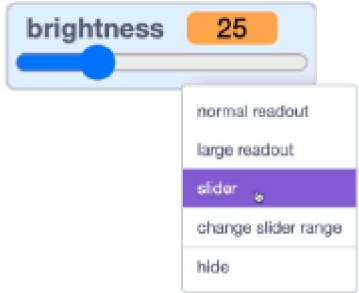 brightness 25
normal readout
large readout
slider
change slider range
hide